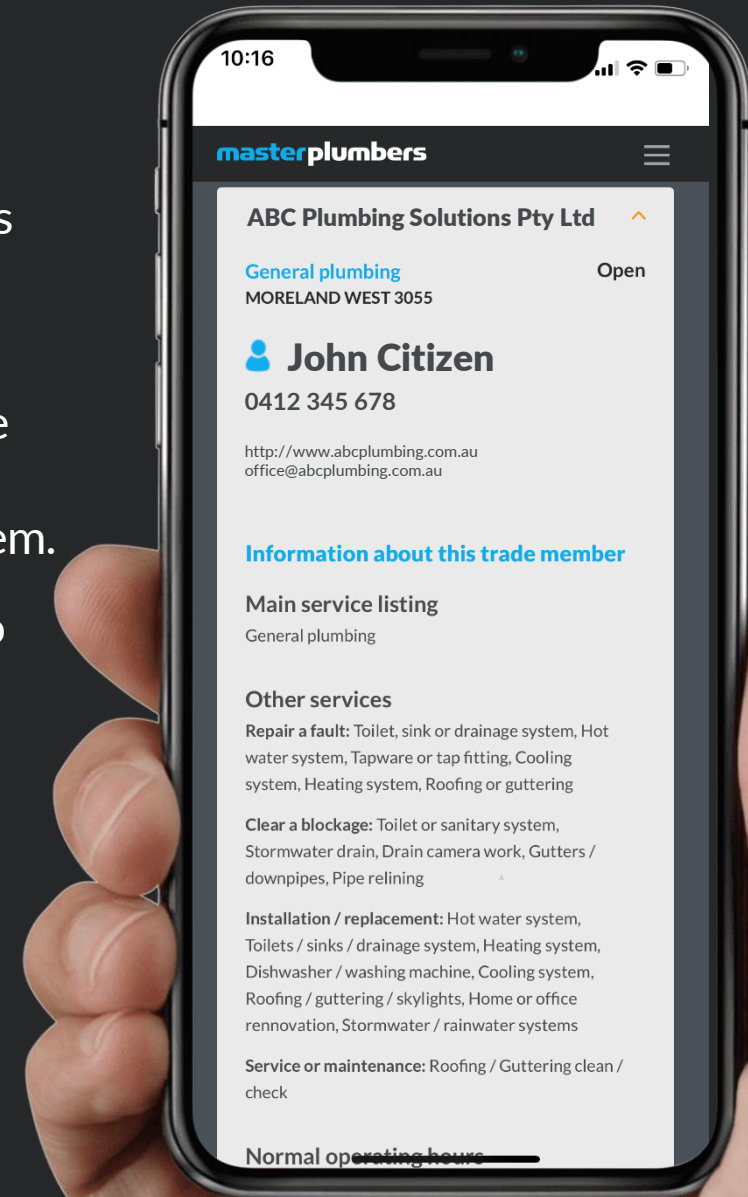 10:16
masterplumbers
ABC Plumbing Solutions Pty Ltd
General plumbing
Open
MORELAND WEST 3055
John Citizen
0412 345 678
http://www.abcplumbing.com.au
office@abcplumbing.com.au
Information about this trade member
Main service listing
General plumbing
Other services
Repair a fault: Toilet, sink or drainage system, Hot
water system, Tapware or tap fitting, Cooling
system, Heating system, Roofing or guttering
Clear a blockage: Toilet or sanitary system,
Stormwater drain, Drain camera work, Gutters /
downpipes, Pipe relining
Installation / replacement: Hot water system,
Toilets / sinks / drainage system, Heating system,
Dishwasher / washing machine, Cooling system,
Roofing / guttering / skylights, Home or office
rennovation, Stormwater / rainwater systems
Service or maintenance: Roofing / Guttering clean /
check
Normal operating hours